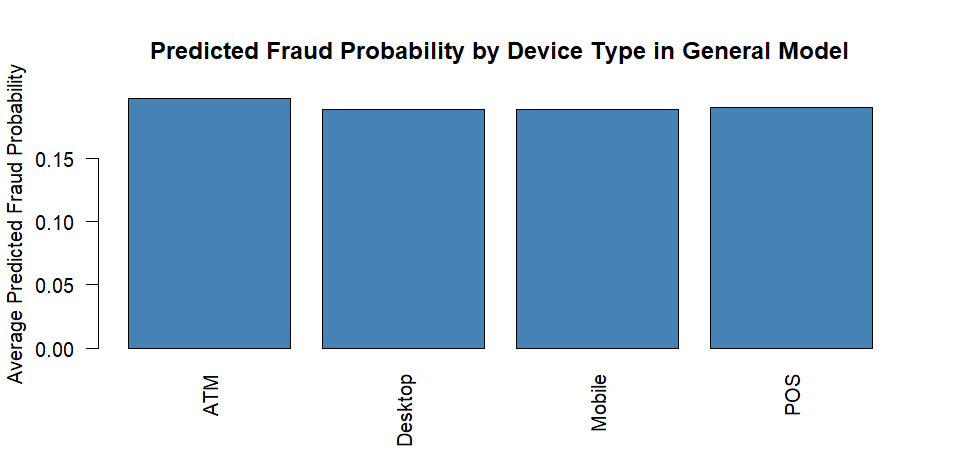 Predicted Fraud Probability by Device Type in General Model
Average Predicted Fraud Probability
0.15
0.10
0.05
0.00
ATM
Desktop
Mobile
POS